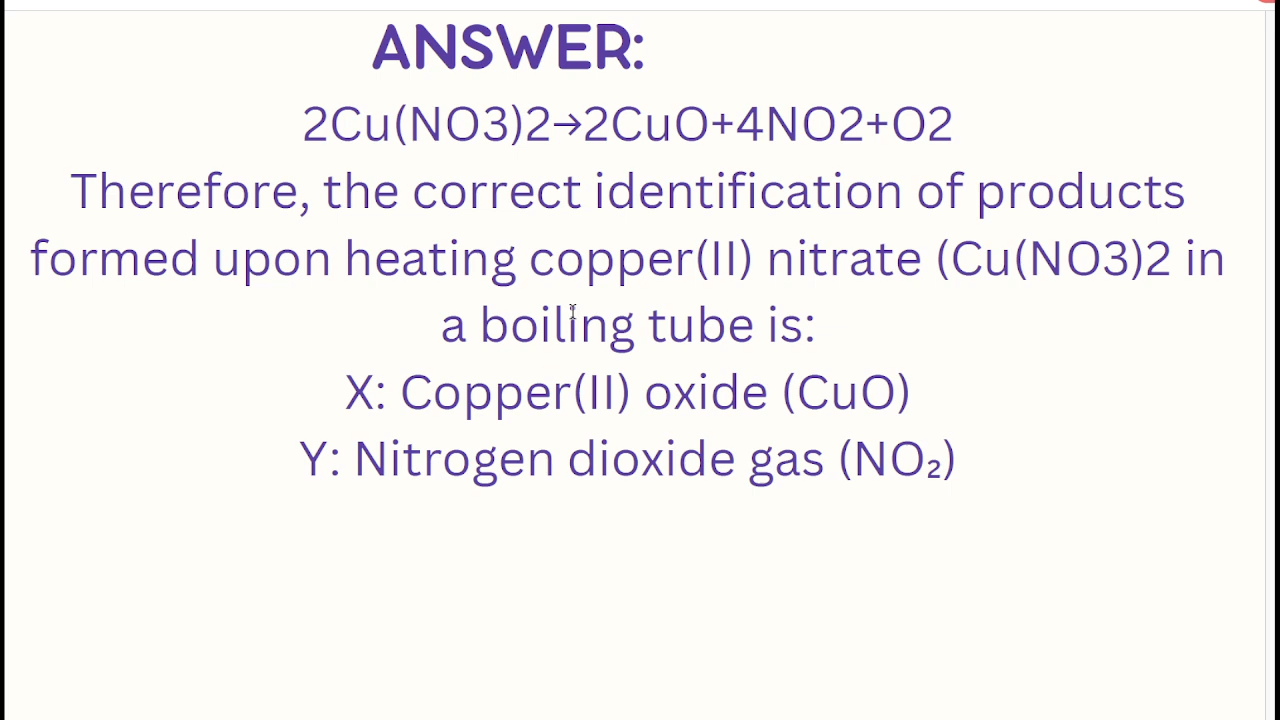 ANSWER:
2Cu(NO3)2→2CuO+4NO2+O2
Therefore, the correct identification of products
formed upon heating copper(II) nitrate (Cu(NO3)2 in
a boiling tube is:
X: Copper(II) oxide (CuO)
Y: Nitrogen dioxide gas (NO₂)